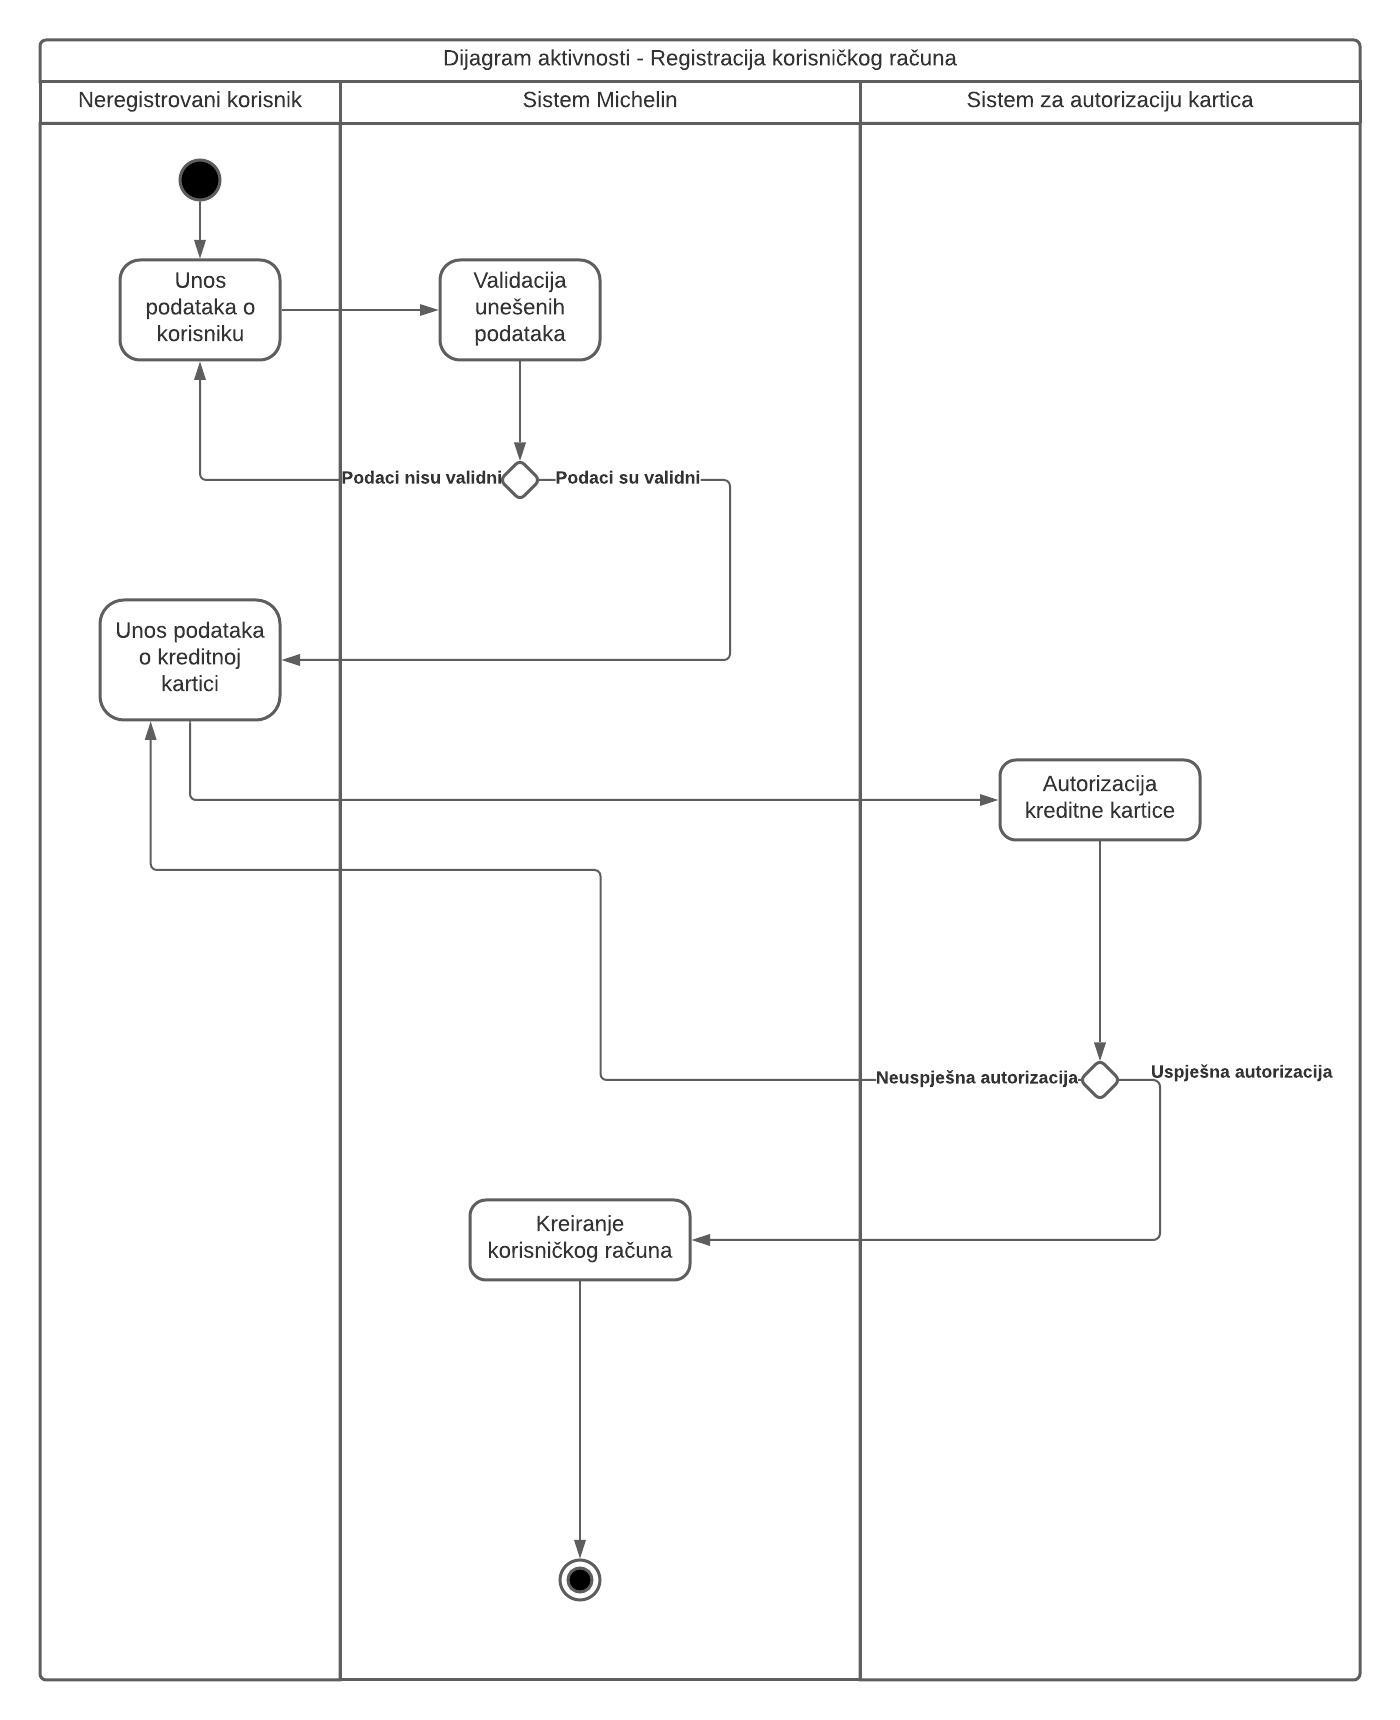 Dijagram aktivnosti - Registracija korisničkog računa
Neregistrovani korisnik
Sistem Michelin
Sistem za autorizaciju kartica
Unos
podataka o
korisniku
Validacija
unešenih
podataka
Podaci nisu validni
Podaci su validni
Unos podataka
o kreditnoj
kartici
Autorizacija
kreditne kartice
Neuspješna autorizacija
Uspješna autorizacija
Kreiranje
korisničkog računa